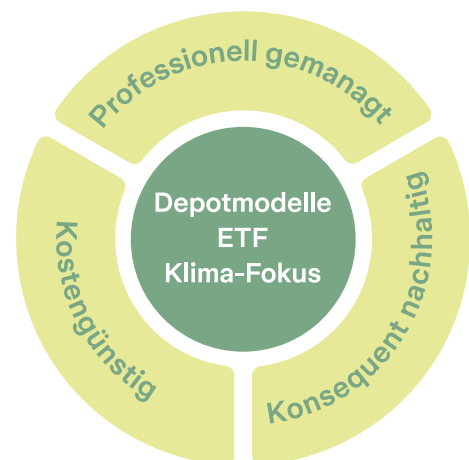 Professionell gemanagt
Depotmodelle
ETF
Klima-Fokus
Kostengünstig
Konsequent nachhaltig